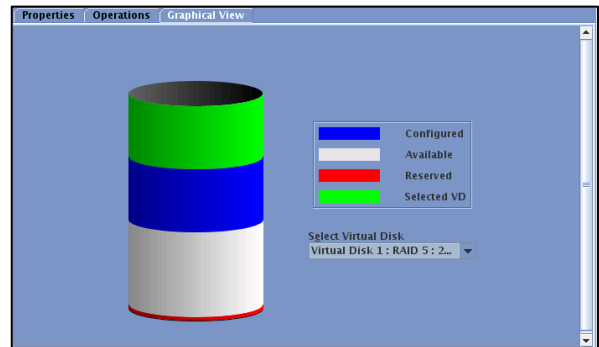 Properties Operations Graphical View
Configured
Available
Reserved
Selected VD
Select Virtual Disk
Virtual Disk 1 : RAID 5 : 2...